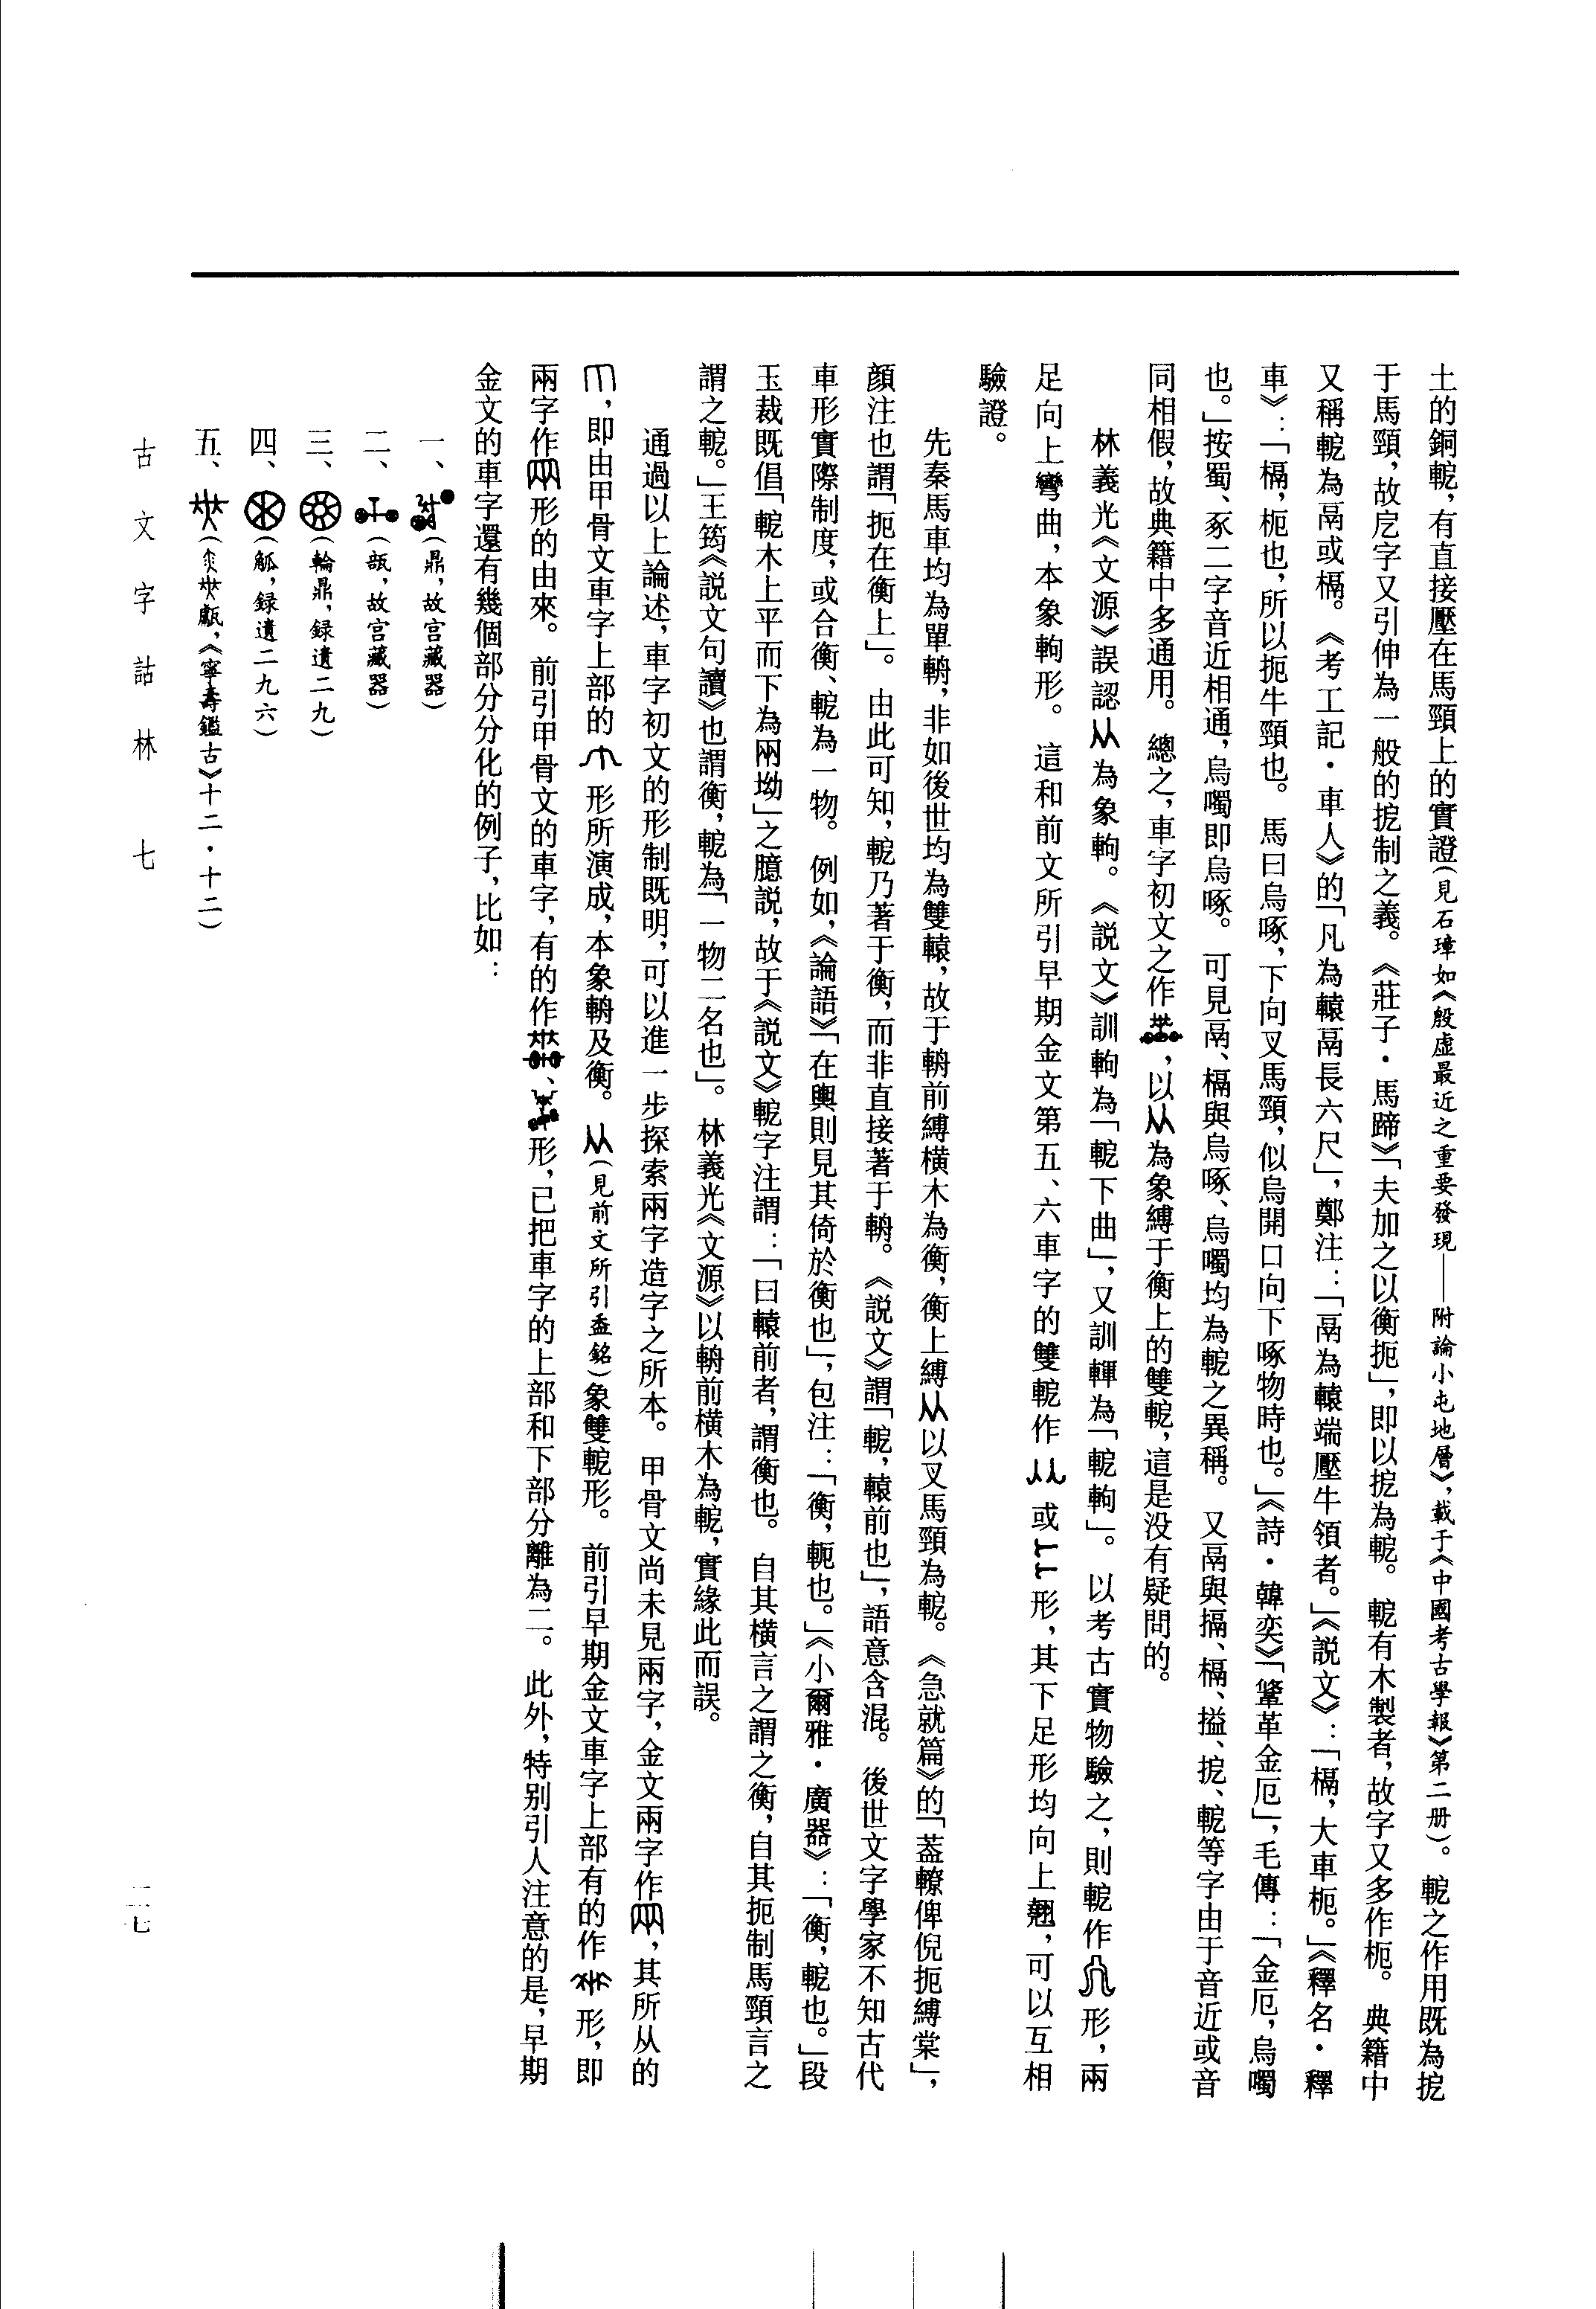 土的銅軶，有直接壓在馬頸上的實證（見石璋如《殷虛最近之重要發現——附論小屯地層》，載于《中國考古學報》第二册）。軶之作用既為扼
于馬頸，故戹字又引伸為一般的扼制之義。《莊子·馬蹄》「夫加之以衡扼」，即以扼為軶。軶有木製者，故字又多作枙。典籍中
又稱軶為鬲或槅。《考工記·車人》的「凡為轅鬲長六尺」，鄭注：「鬲為轅端壓牛領者。」《說文》：「槅，大車枙。」《釋名·釋
車》：「槅，枙也，所以扼牛頸也。馬曰烏啄，下向叉馬頸，似烏開口向下啄物時也。」《詩·韓奕》「鞗革金厄」，毛傳：「金厄，烏噣
也。」按蜀、豖二字音近相通，烏噣即烏啄。可見鬲、槅與烏啄、烏噣均為軶之異稱。又鬲與搹、槅、搤、扼、軶等字由于音近或音
同相假，故典籍中多通用。總之，車字初文之作，以為象縛于衡上的雙軶，這是没有疑問的。
林義光《文源》誤認為象軥。《說文》訓軥為「軶下曲」，又訓䡣為「軶軥」。以考古實物驗之，則軶作形，兩
足向上彎曲，本象軥形。這和前文所引早期金文第五、六車字的雙軶作或形，其下足形均向上翹，可以互相
驗證。
先秦馬車均為單輈，非如後世均為雙轅，故于輈前縛横木為衡，衡上縛以叉馬頸為軶。《急就篇》的「蓋轑俾倪扼縛棠」，
顏注也謂「扼在衡上」。由此可知，軶乃著于衡，而非直接著于輈。《說文》謂「軶，轅前也」，語意含混。後世文字學家不知古代
車形實際制度，或合衡、軶為一物。例如，《論語》「在輿則見其倚於衡也」，包注：「衡，軛也。」《小爾雅·廣器》：「衡，軶也。」段
玉裁既倡「軶木上平而下為兩坳」之臆說，故于《說文》軶字注謂：「曰轅前者，謂衡也。自其横言之謂之衡，自其扼制馬頸言之
謂之軶。」王筠《說文句讀》也謂衡，軶為「一物二名也」。林義光《文源》以輈前横木為軶，實緣此而誤。
通過以上論述，車字初文的形制既明，可以進一步探索兩字造字之所本。甲骨文尚未見兩字，金文兩字作，其所从的
，即由甲骨文車字上部的形所演成，本象輈及衡。（見前文所引盉銘）象雙軶形。前引早期金文車字上部有的作形，即
兩字作形的由來。前引甲骨文的車字，有的作、形，已把車字的上部和下部分離為二。此外，特别引人注意的是，早期
金文的車字還有幾個部分分化的例子，比如：
一、（鼎，故宫藏器）
二、（瓿，故宫藏器）
三、（輪鼎，録遺二九）
四、（觚，録遺二九六）
五、（甗，《寧壽鑑古》十二·十二）
古文字詁林 七
二七